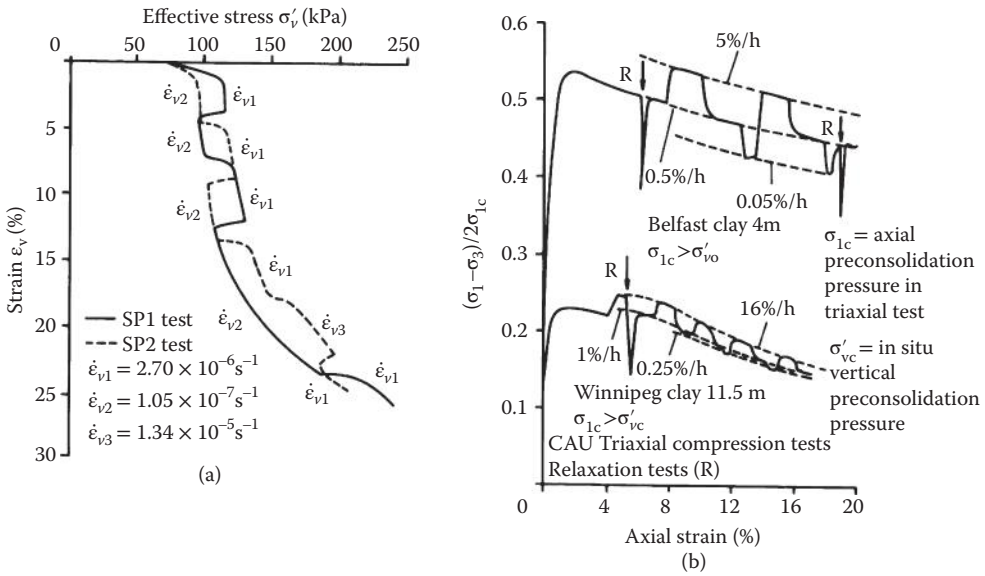 Effective stress σ′ᵥ (kPa)
0 50 100 150 200 250
5
10
15
20
25
30
Strain εᵥ (%)
ε̇ᵥ₂
ε̇ᵥ₁
ε̇ᵥ₂
ε̇ᵥ₁
ε̇ᵥ₂
ε̇ᵥ₁
ε̇ᵥ₁
ε̇ᵥ₂
ε̇ᵥ₃
ε̇ᵥ₁
ε̇ᵥ₁
SP1 test
SP2 test
ε̇ᵥ₁ = 2.70 × 10⁻⁶s⁻¹
ε̇ᵥ₂ = 1.05 × 10⁻⁷s⁻¹
ε̇ᵥ₃ = 1.34 × 10⁻⁵s⁻¹
(a)
0.6
0.5
0.4
0.3
0.2
0.1
(σ₁–σ₃)/2σ₁c
5%/h
R
R
0.5%/h
0.05%/h
Belfast clay 4m
σ₁c > σ′ᵥₒ
σ₁c = axial
preconsolidation
pressure in
triaxial test
R
16%/h
1%/h
0.25%/h
Winnipeg clay 11.5 m
σ₁c > σ′vc
σ′vc = in situ
vertical
preconsolidation
pressure
CAU Triaxial compression tests
Relaxation tests (R)
0 4 8 12 16 20
Axial strain (%)
(b)